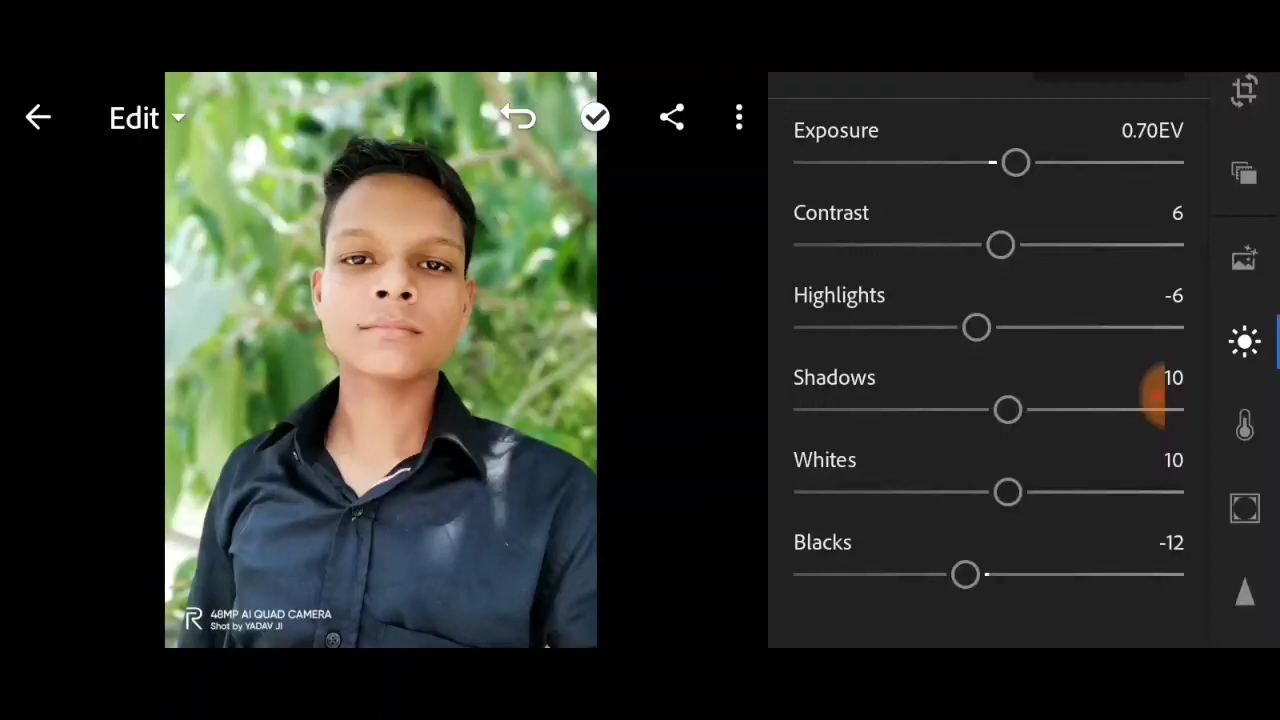 Edit
Exposure 0.70EV
Contrast 6
Highlights -6
Shadows 10
Whites 10
Blacks -12
R 48MP AI QUAD CAMERA
Shot by YADAV JI